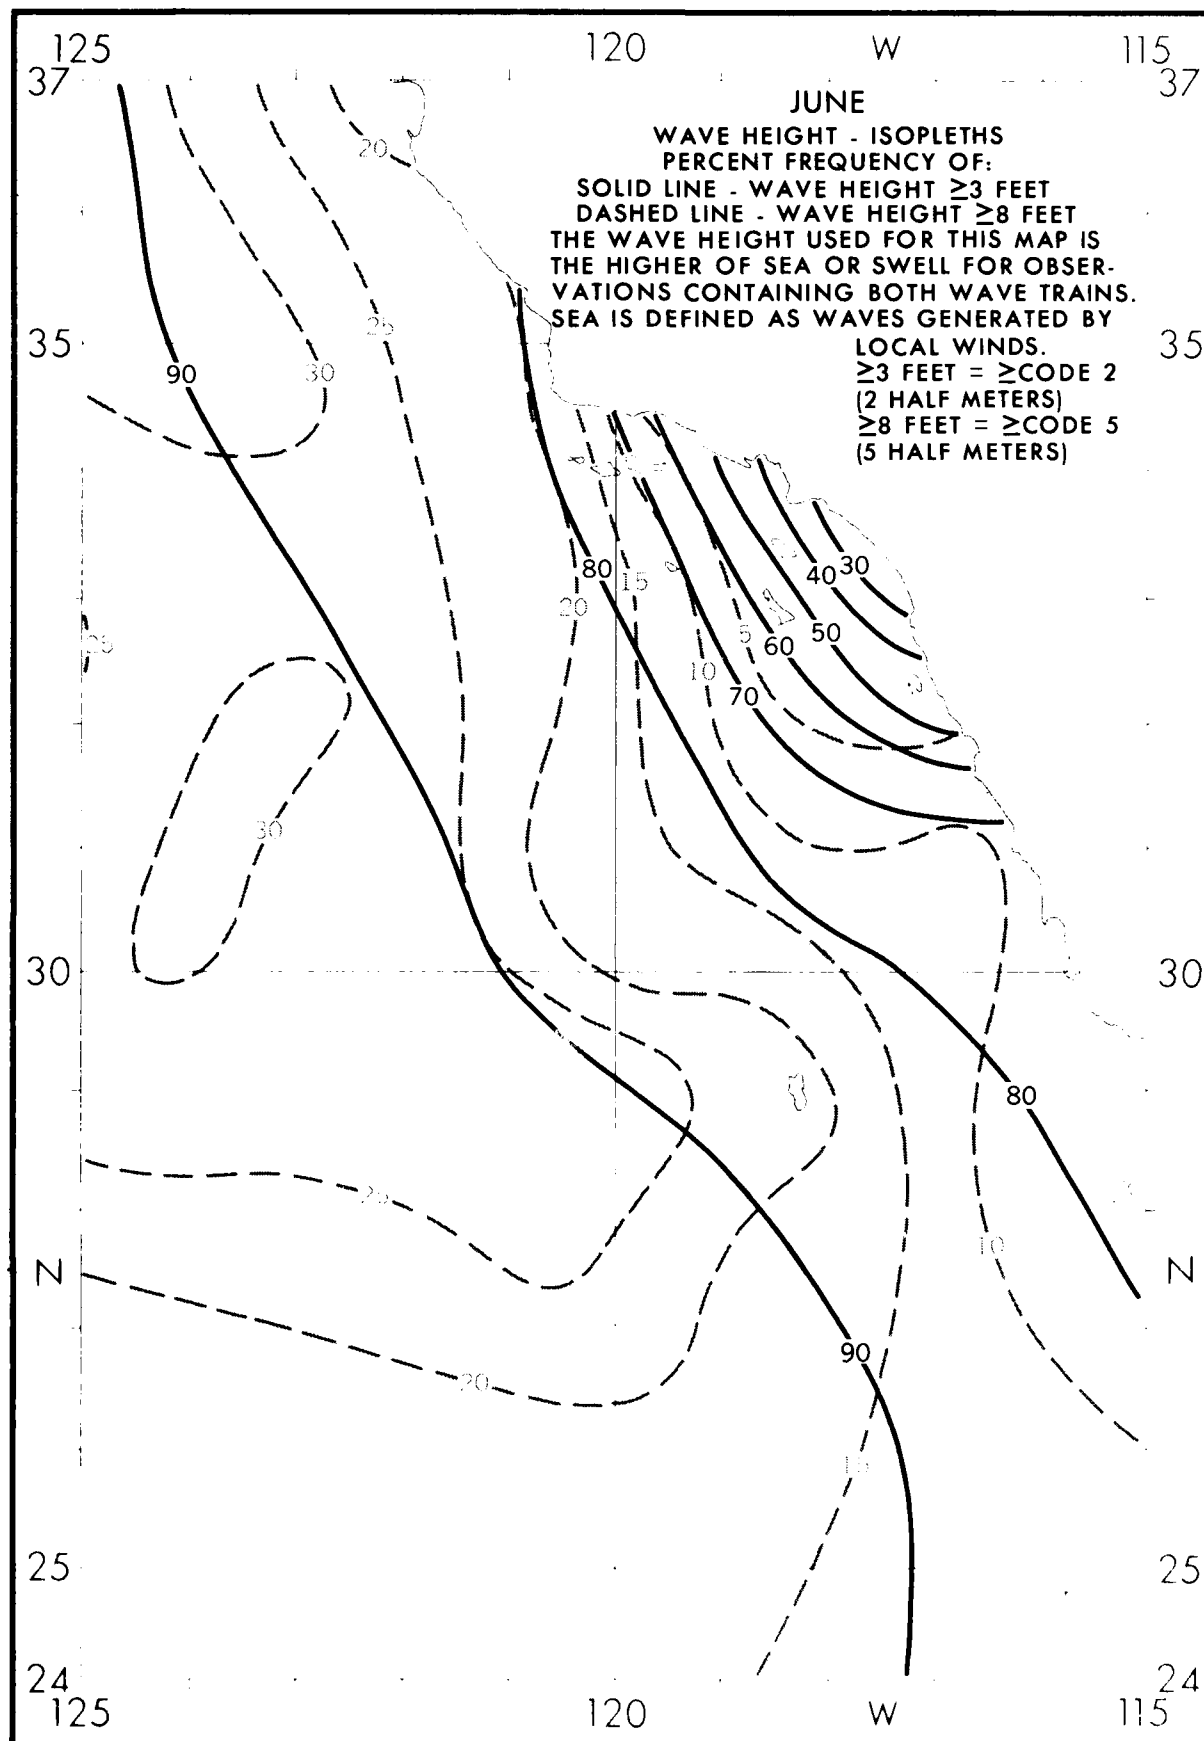 125 120 W 115
37 37
JUNE
WAVE HEIGHT - ISOPLETHS
PERCENT FREQUENCY OF:
20
SOLID LINE - WAVE HEIGHT ≥3 FEET
DASHED LINE - WAVE HEIGHT ≥8 FEET
THE WAVE HEIGHT USED FOR THIS MAP IS
THE HIGHER OF SEA OR SWELL FOR OBSER-
VATIONS CONTAINING BOTH WAVE TRAINS.
SEA IS DEFINED AS WAVES GENERATED BY
25
35 LOCAL WINDS. 35
90 30 ≥3 FEET = ≥CODE 2
(2 HALF METERS)
≥8 FEET = ≥CODE 5
(5 HALF METERS)
80 15 40 30
20
25 5 60 50
10 70
30
30 30
80
25
10
N N
20 90
15
25 25
24 24
125 120 W 115